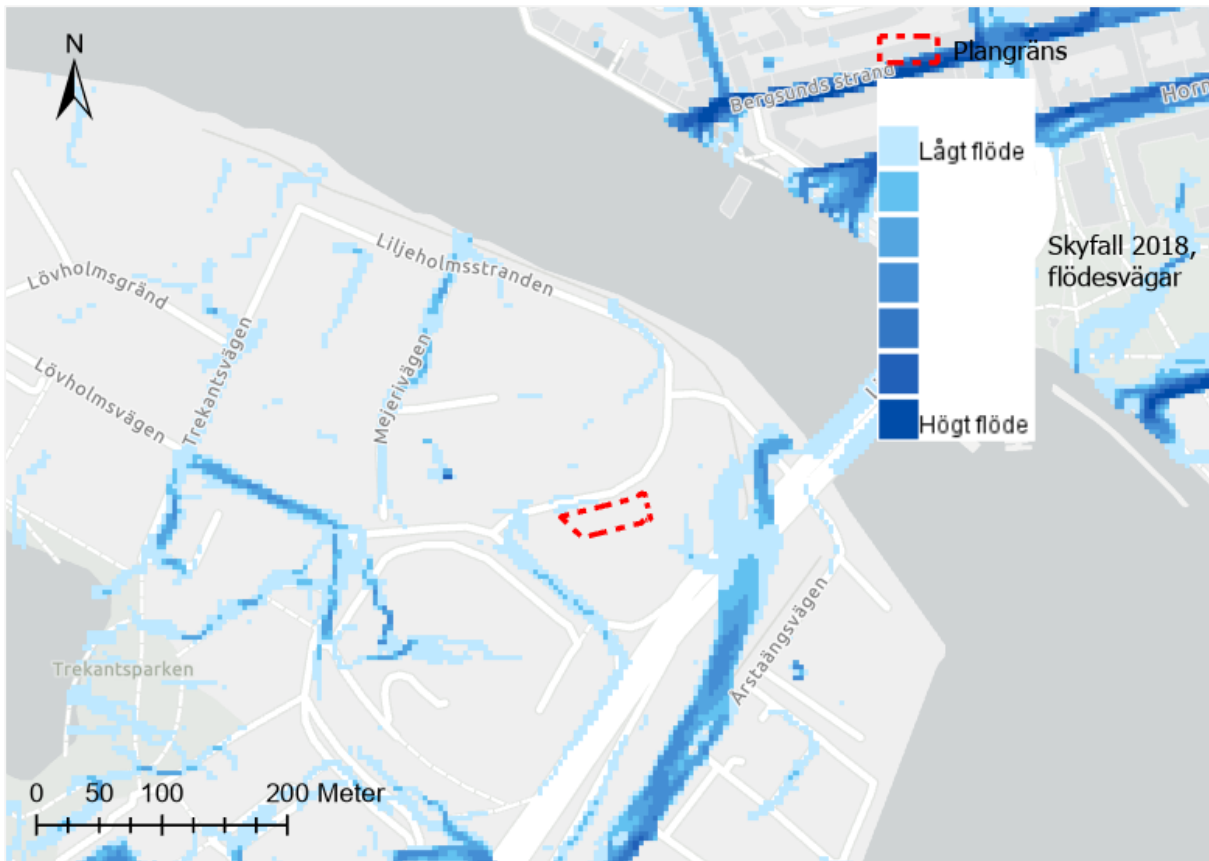 N
Plangräns
Bergsunds strand
Horn
Lågt flöde
Skyfall 2018,
flödesvägar
Liljeholmsstranden
Lövholmsgränd
Lövholmsvägen
Trekantsvägen
Mejerivägen
Högt flöde
Årstaängsvägen
Trekantsparken
0 50 100 200 Meter